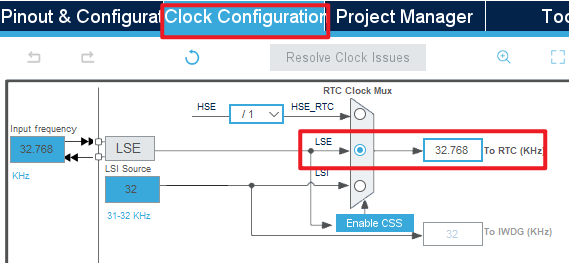 Pinout & Configurat Clock Configuration Project Manager Too
Resolve Clock Issues
RTC Clock Mux
HSE / 1 HSE_RTC
Input frequency
32.768
KHz
LSE
LSE
32.768 To RTC (KHz)
LSI Source
LSI
32
31-32 KHz
Enable CSS
32 To IWDG (KHz)